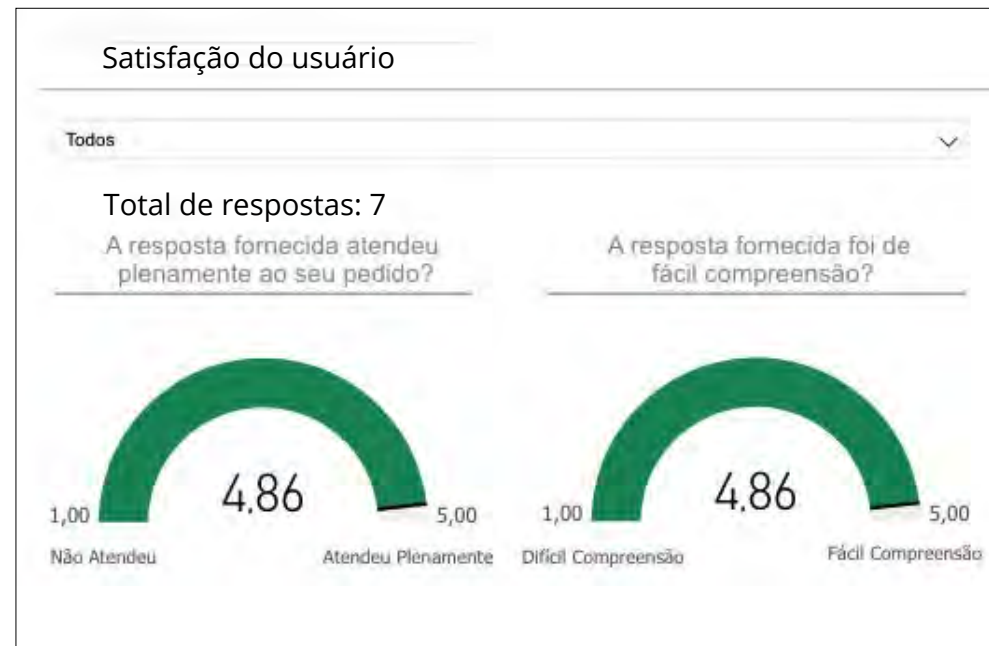 Satisfação do usuário
Todos
Total de respostas: 7
A resposta fornecida atendeu
plenamente ao seu pedido?
A resposta fornecida foi de
fácil compreensão?
4,86
1,00
5,00
Não Atendeu
Atendeu Plenamente
4,86
1,00
5,00
Difícil Compreensão
Fácil Compreensão